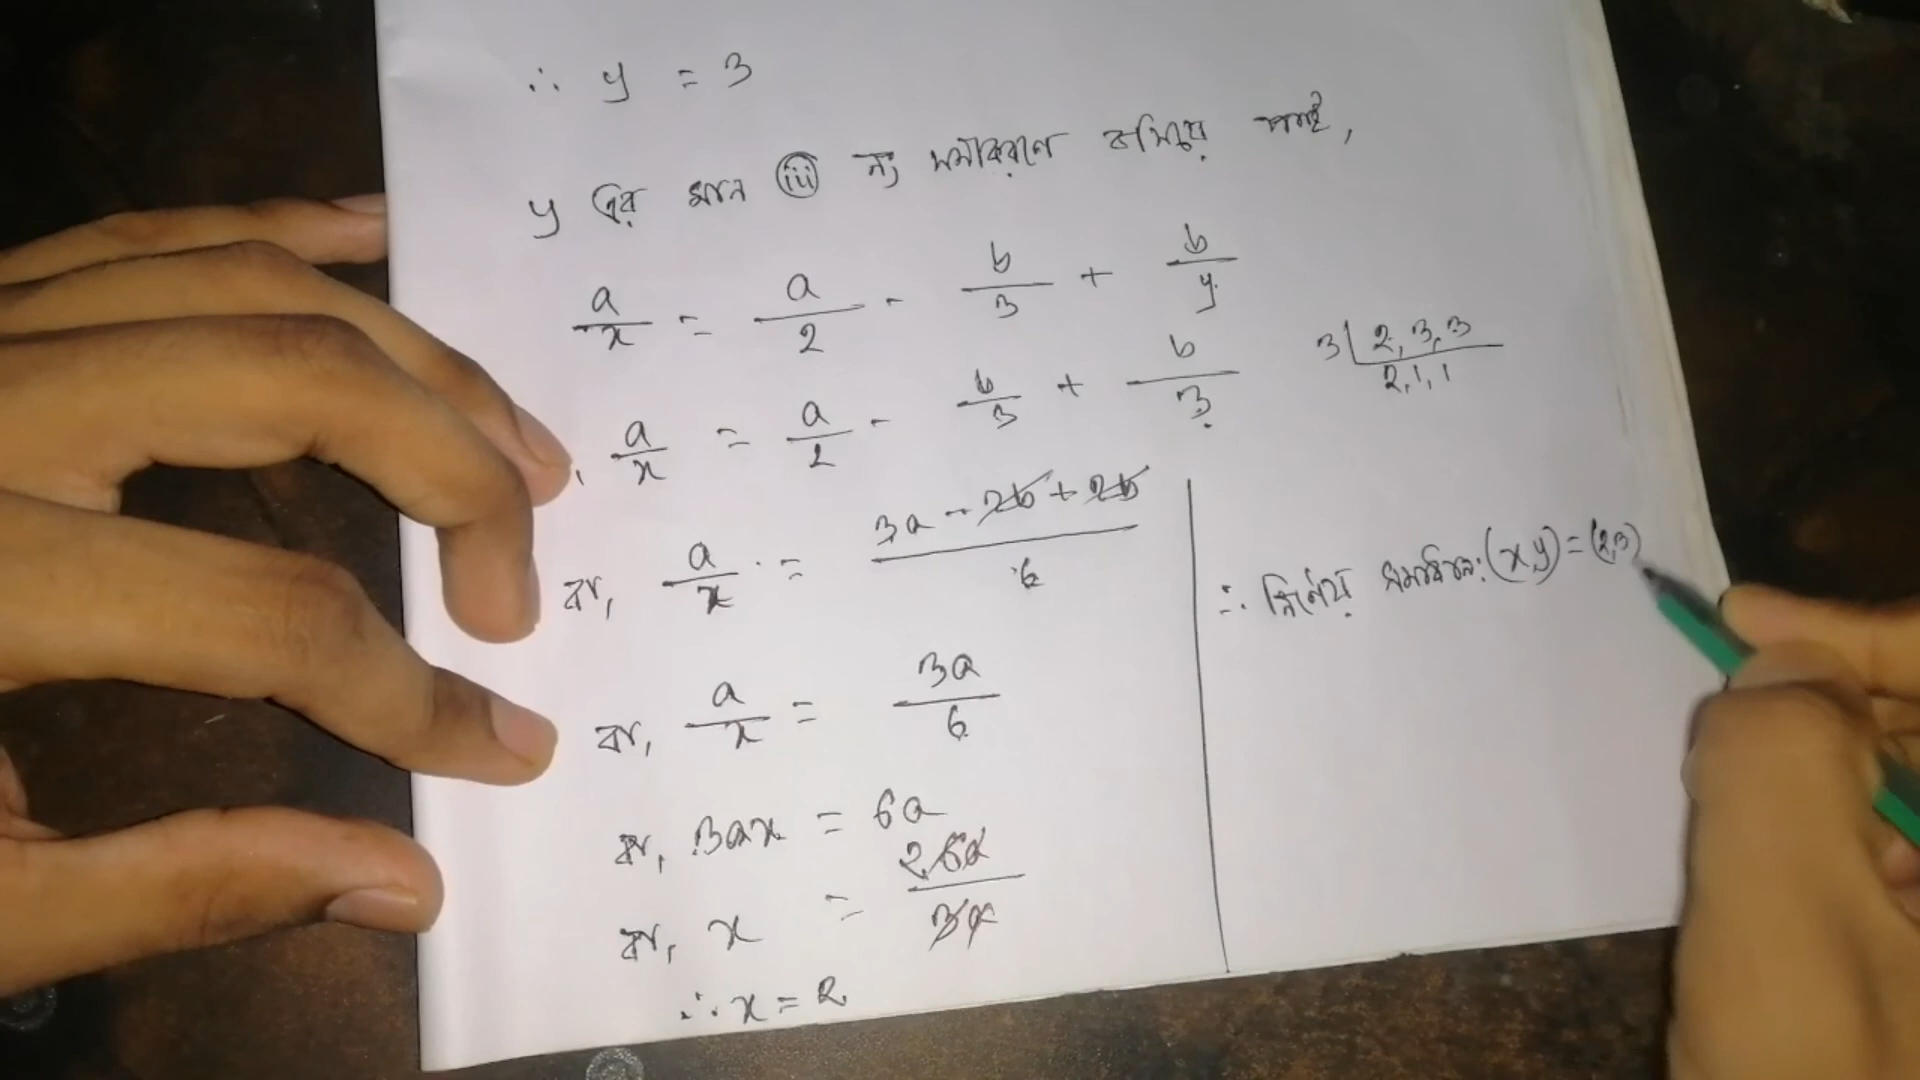 ∴ y = 3
y এর মান (iii) নং সমীকরণে বসিয়ে পাই,
a/x = a/2 - b/3 + b/y
, a/x = a/2 - b/3 + b/3
বা, a/x = (3a - 2b + 2b)/6
বা, a/x = 3a/6
বা, 3ax = 6a
বা, x = 2 6a/3a
∴ x = 2
3 | 2, 3, 3
2, 1, 1
∴ নির্ণেয় সমাধান: (x, y) = (2,3)